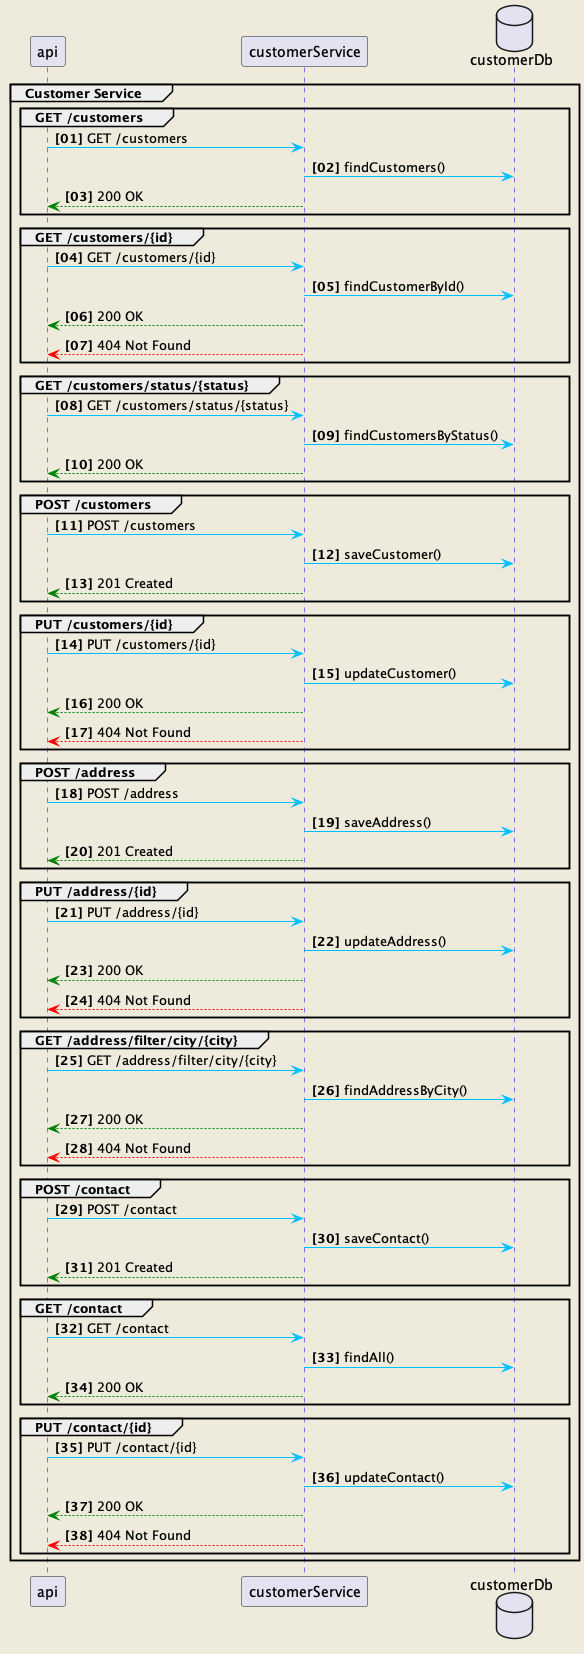 api
customerService
customerDb
Customer Service
GET /customers
[01] GET /customers
[02] findCustomers()
[03] 200 OK
GET /customers/{id}
[04] GET /customers/{id}
[05] findCustomerById()
[06] 200 OK
[07] 404 Not Found
GET /customers/status/{status}
[08] GET /customers/status/{status}
[09] findCustomersByStatus()
[10] 200 OK
POST /customers
[11] POST /customers
[12] saveCustomer()
[13] 201 Created
PUT /customers/{id}
[14] PUT /customers/{id}
[15] updateCustomer()
[16] 200 OK
[17] 404 Not Found
POST /address
[18] POST /address
[19] saveAddress()
[20] 201 Created
PUT /address/{id}
[21] PUT /address/{id}
[22] updateAddress()
[23] 200 OK
[24] 404 Not Found
GET /address/filter/city/{city}
[25] GET /address/filter/city/{city}
[26] findAddressByCity()
[27] 200 OK
[28] 404 Not Found
POST /contact
[29] POST /contact
[30] saveContact()
[31] 201 Created
GET /contact
[32] GET /contact
[33] findAll()
[34] 200 OK
PUT /contact/{id}
[35] PUT /contact/{id}
[36] updateContact()
[37] 200 OK
[38] 404 Not Found
api
customerService
customerDb